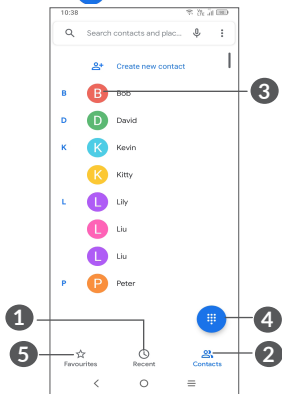 10:38
Search contacts and plac...
Create new contact
B B Bob 3
D D David
K K Kevin
K Kitty
L L Lily
L Liu
L Liu
P P Peter
1 4
5 2
Favourites Recent Contacts